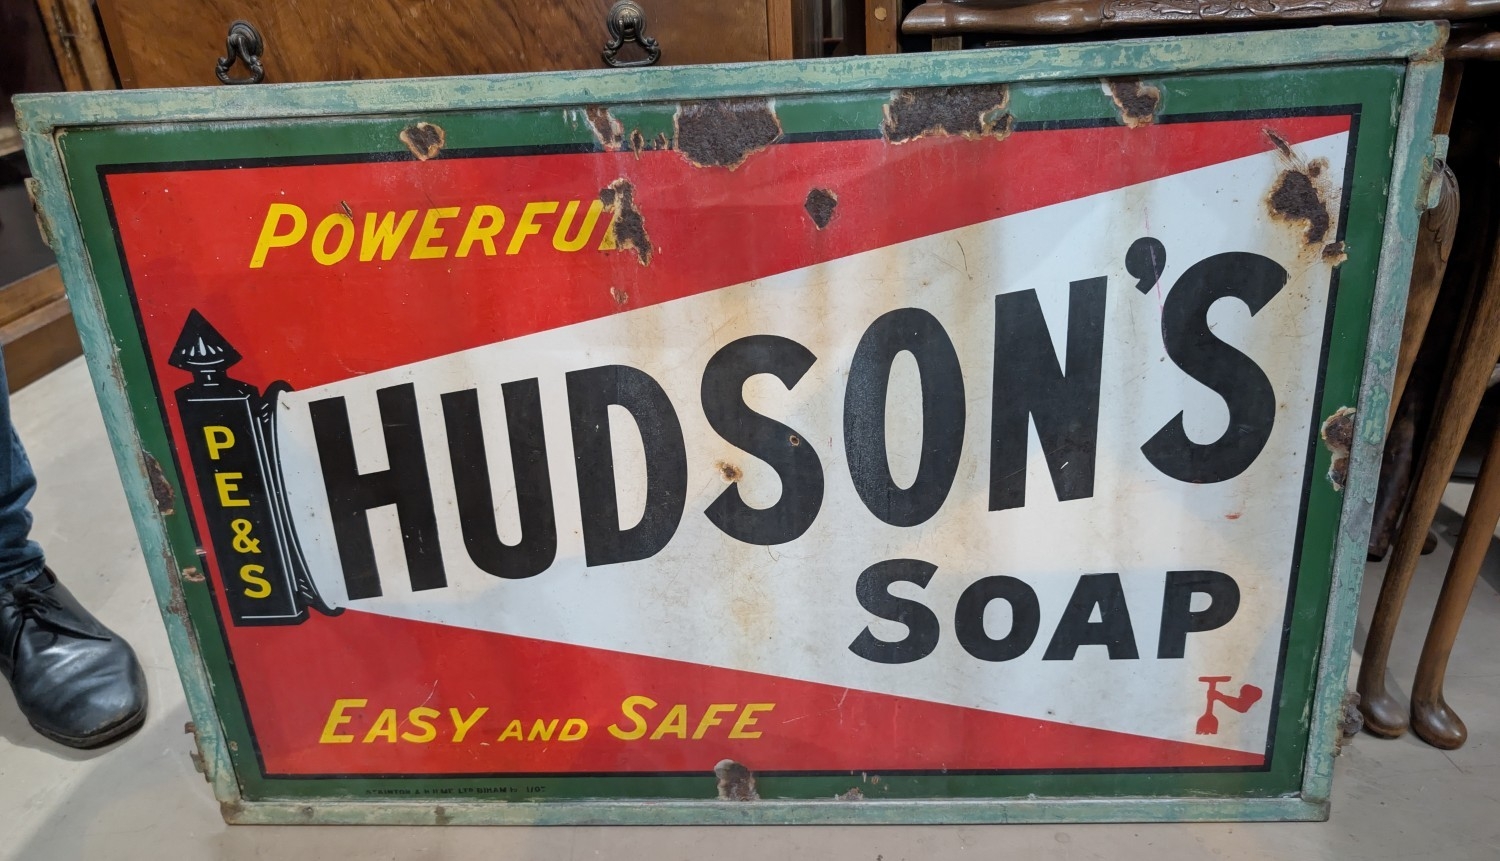 POWERFUL
PE&S
HUDSON'S
SOAP
EASY AND SAFE